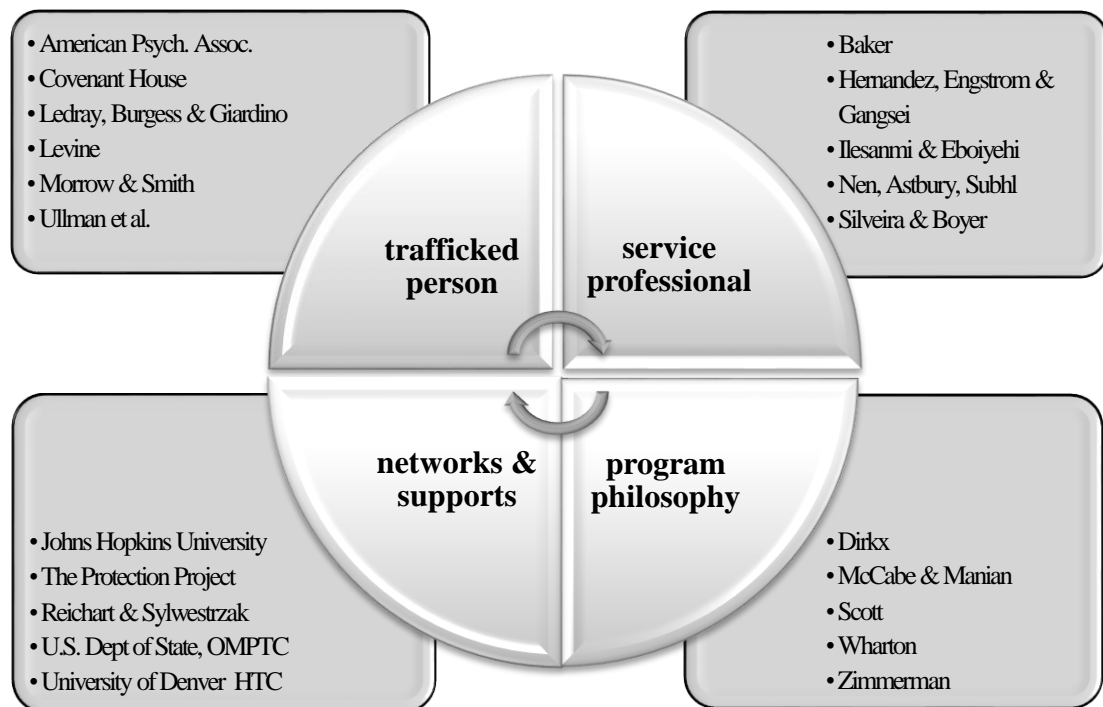 • American Psych. Assoc.
• Covenant House
• Ledray, Burgess & Giardino
• Levine
• Morrow & Smith
• Ullman et al.
• Baker
• Hernandez, Engstrom &
Gangsei
• Ilesanmi & Eboiyehi
• Nen, Astbury, Subhl
• Silveira & Boyer
trafficked
person
service
professional
networks &
supports
program
philosophy
• Johns Hopkins University
• The Protection Project
• Reichart & Sylwestrzak
• U.S. Dept of State, OMPTC
• University of Denver HTC
• Dirkx
• McCabe & Manian
• Scott
• Wharton
• Zimmerman